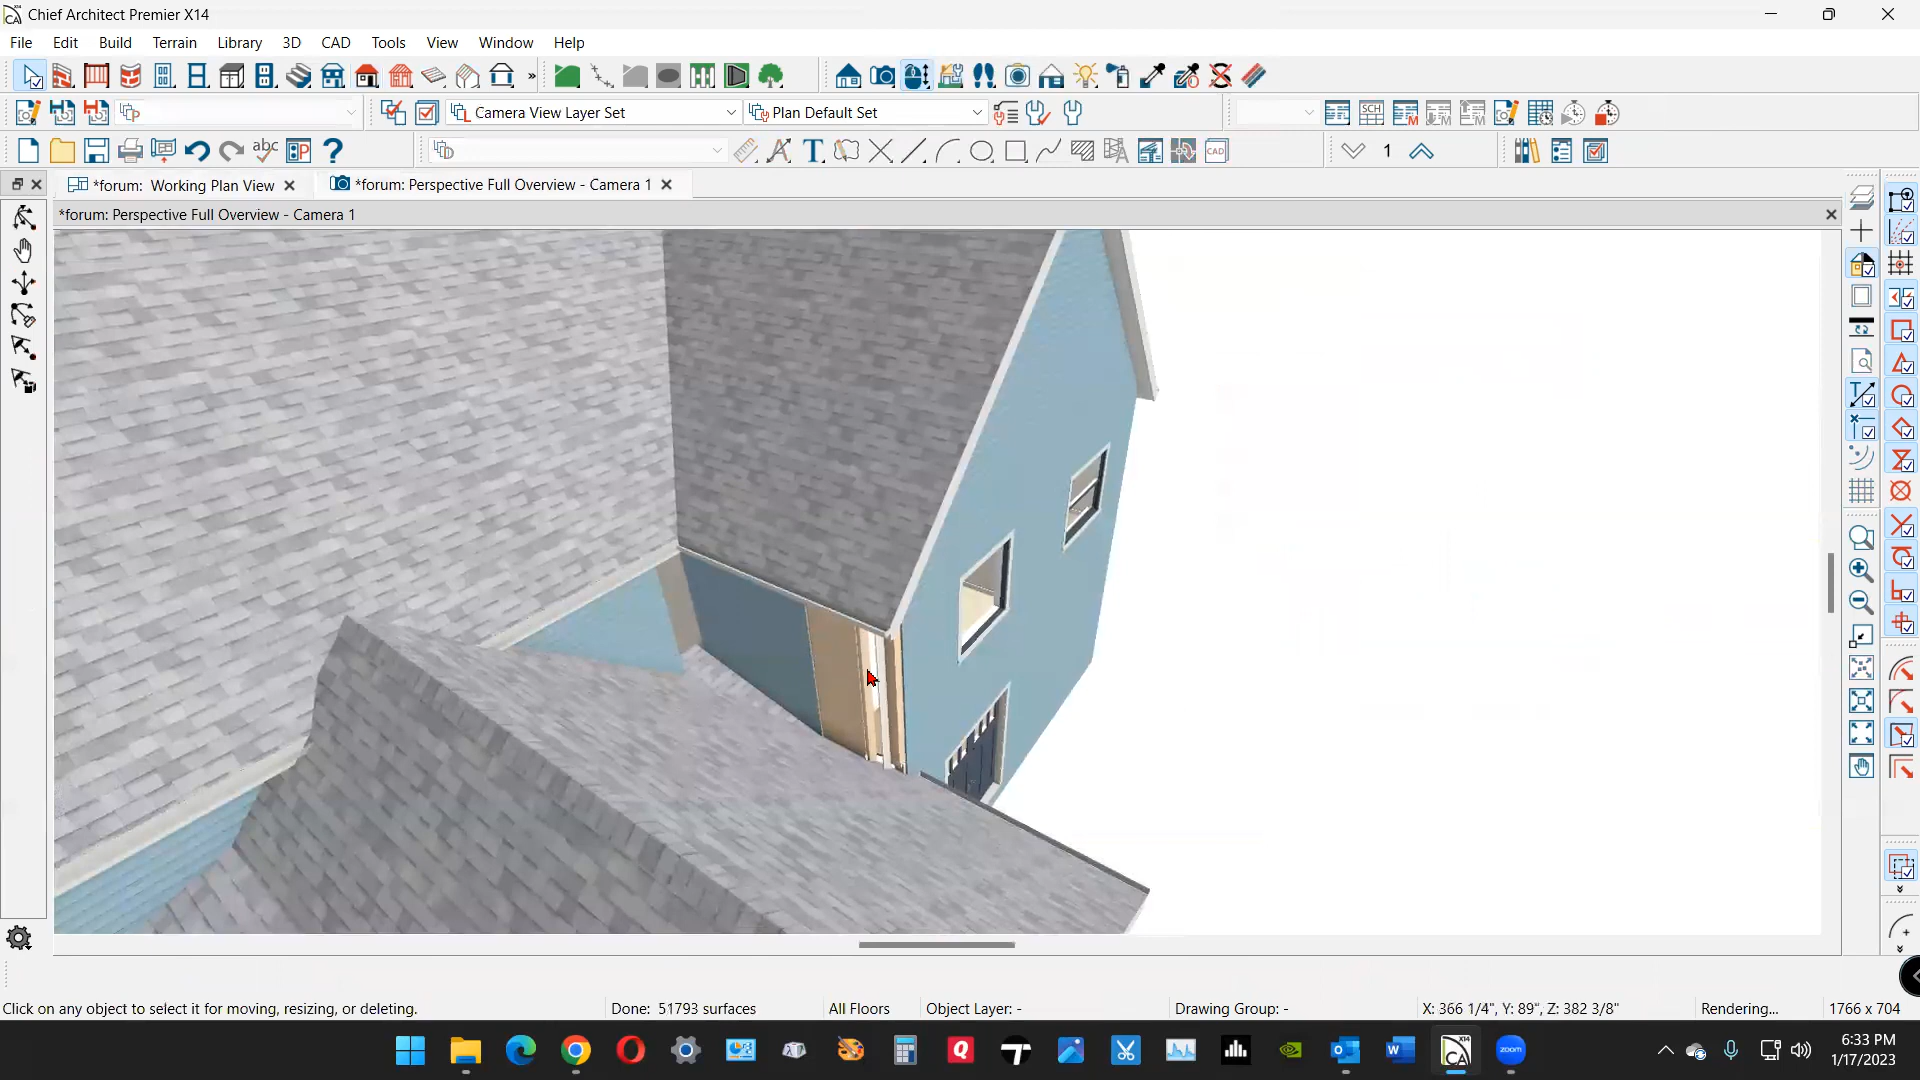 Chief Architect Premier X14
File Edit Build Terrain Library 3D CAD Tools View Window Help
Camera View Layer Set Plan Default Set
SCH
abc T CAD 1
*forum: Working Plan View *forum: Perspective Full Overview - Camera 1
*forum: Perspective Full Overview - Camera 1
Click on any object to select it for moving, resizing, or deleting. Done: 51793 surfaces All Floors Object Layer: - Drawing Group: - X: 366 1/4", Y: 89", Z: 382 3/8" Rendering... 1766 x 704
6:33 PM
1/17/2023